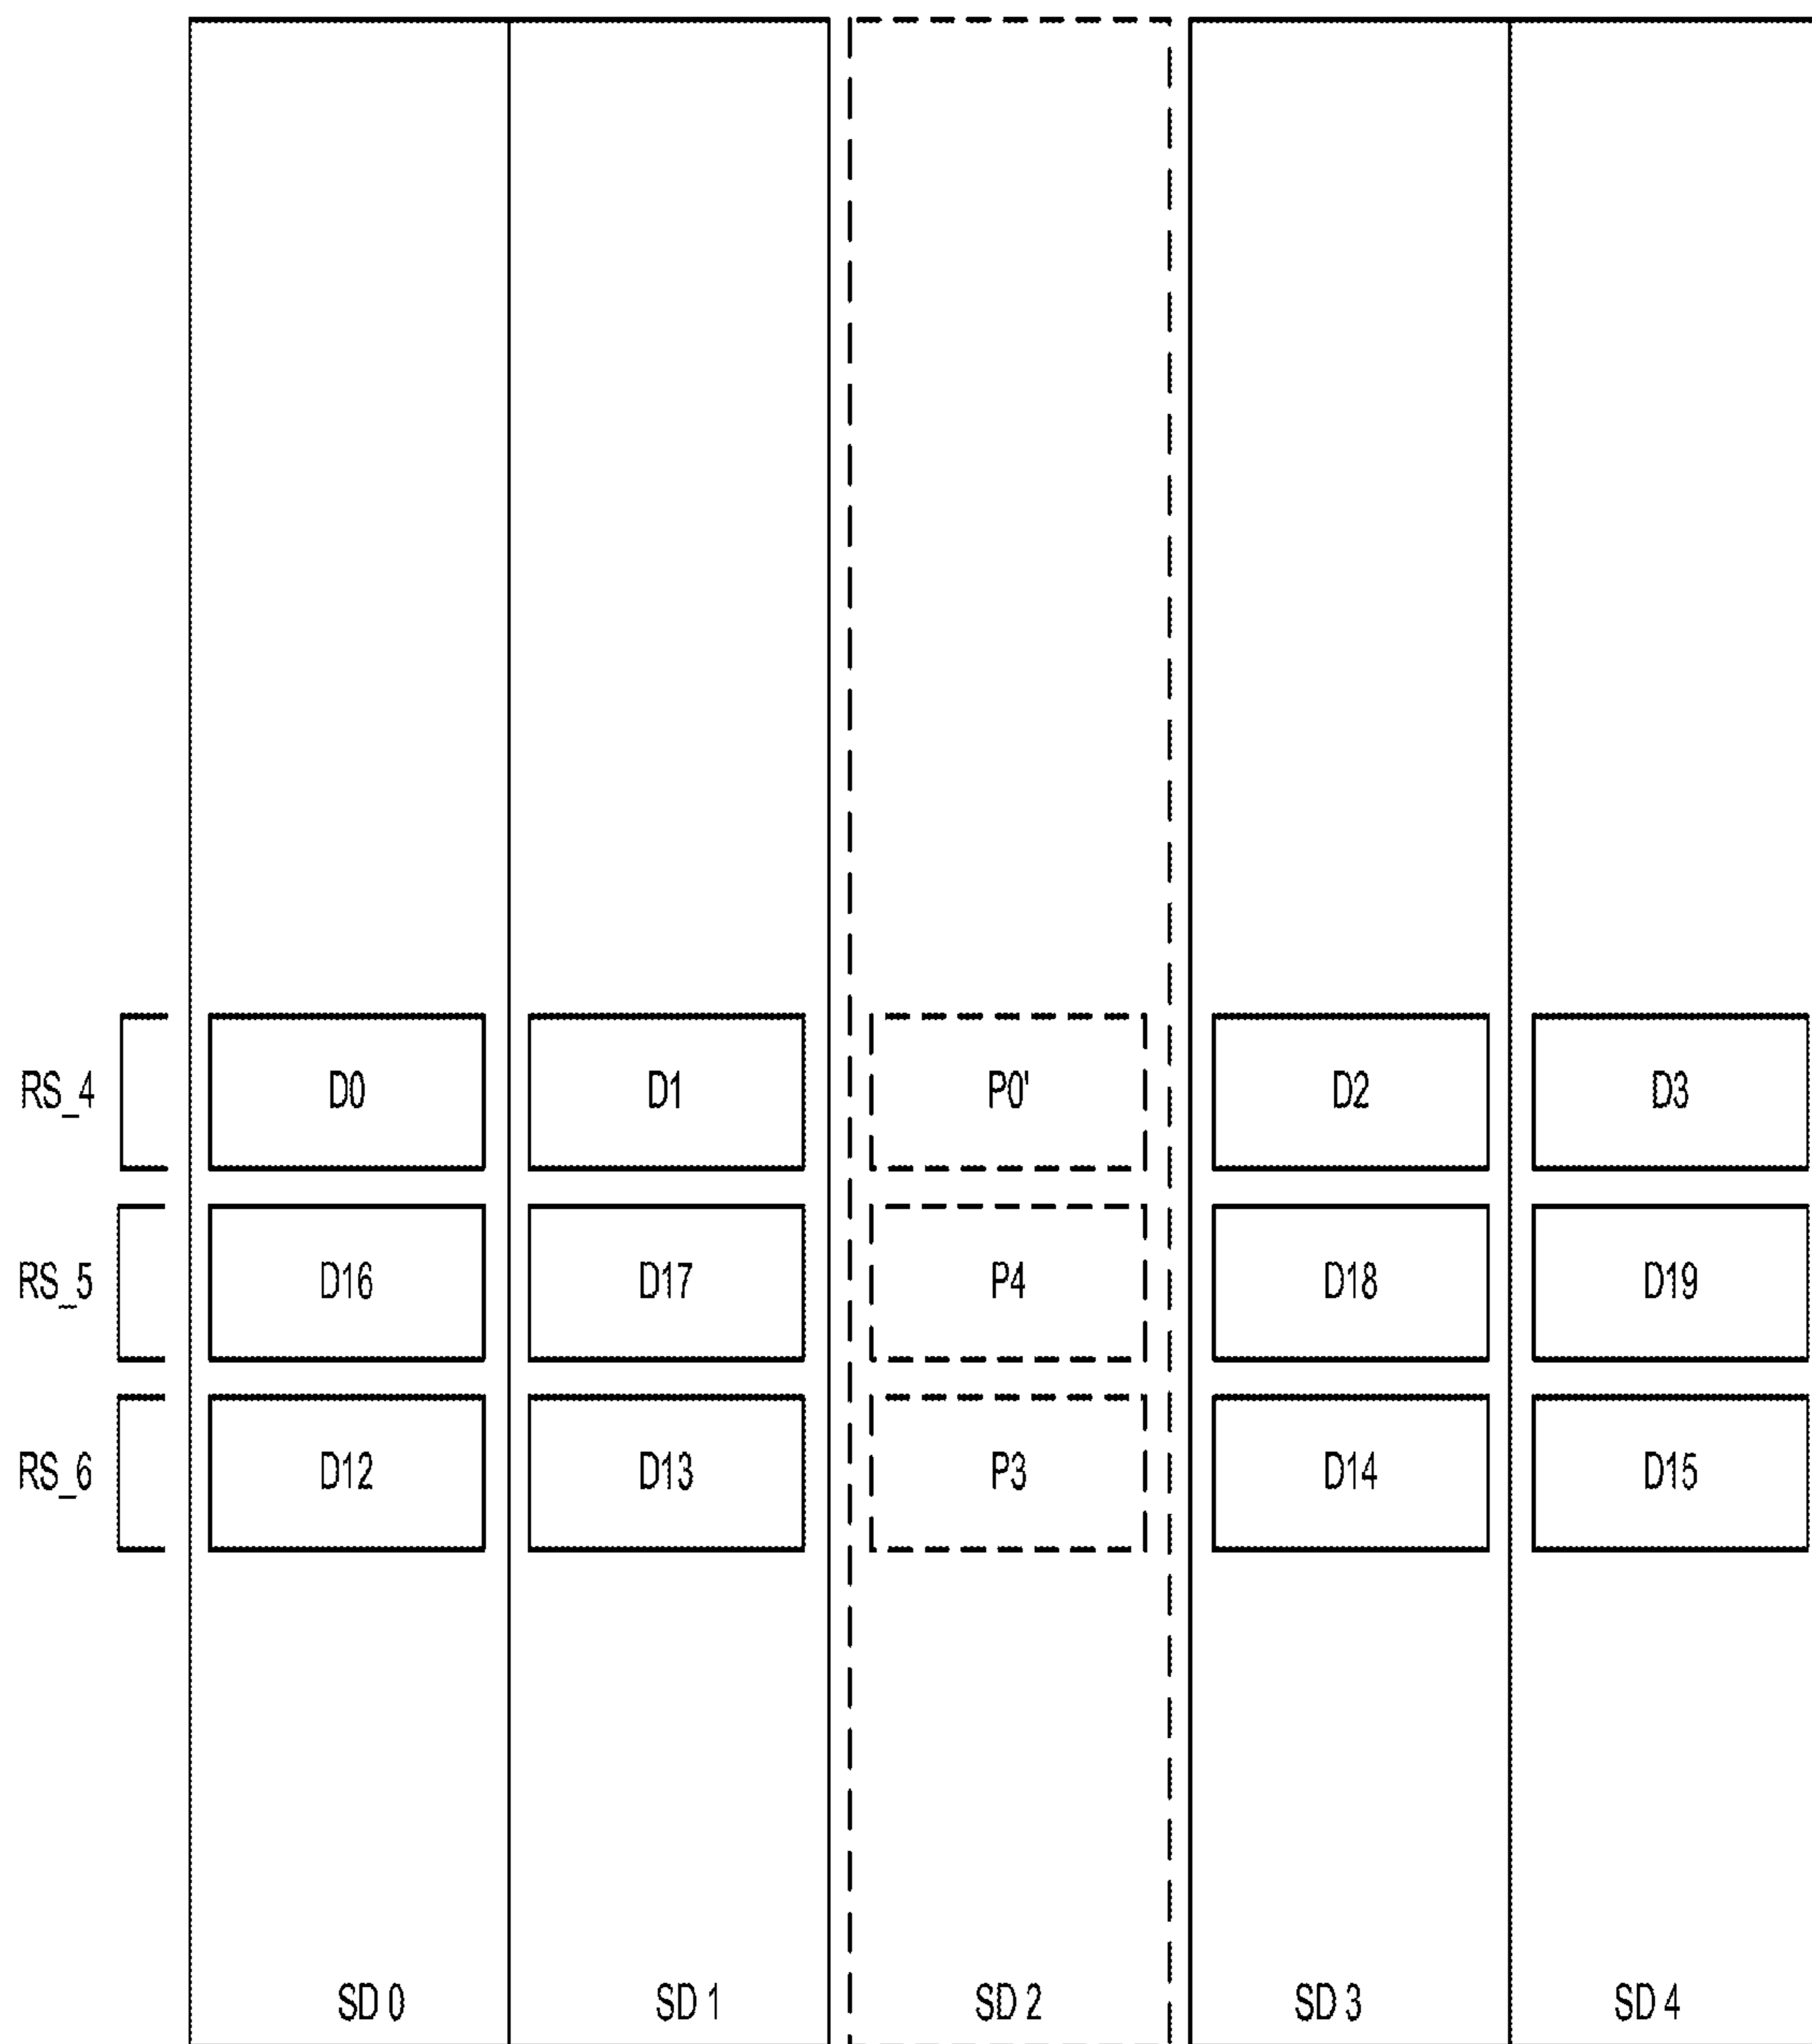 RS_4 D0 D1 P0' D2 D3
RS_5 D16 D17 P4 D18 D19
RS_6 D12 D13 P3 D14 D15
SD 0 SD 1 SD 2 SD 3 SD 4